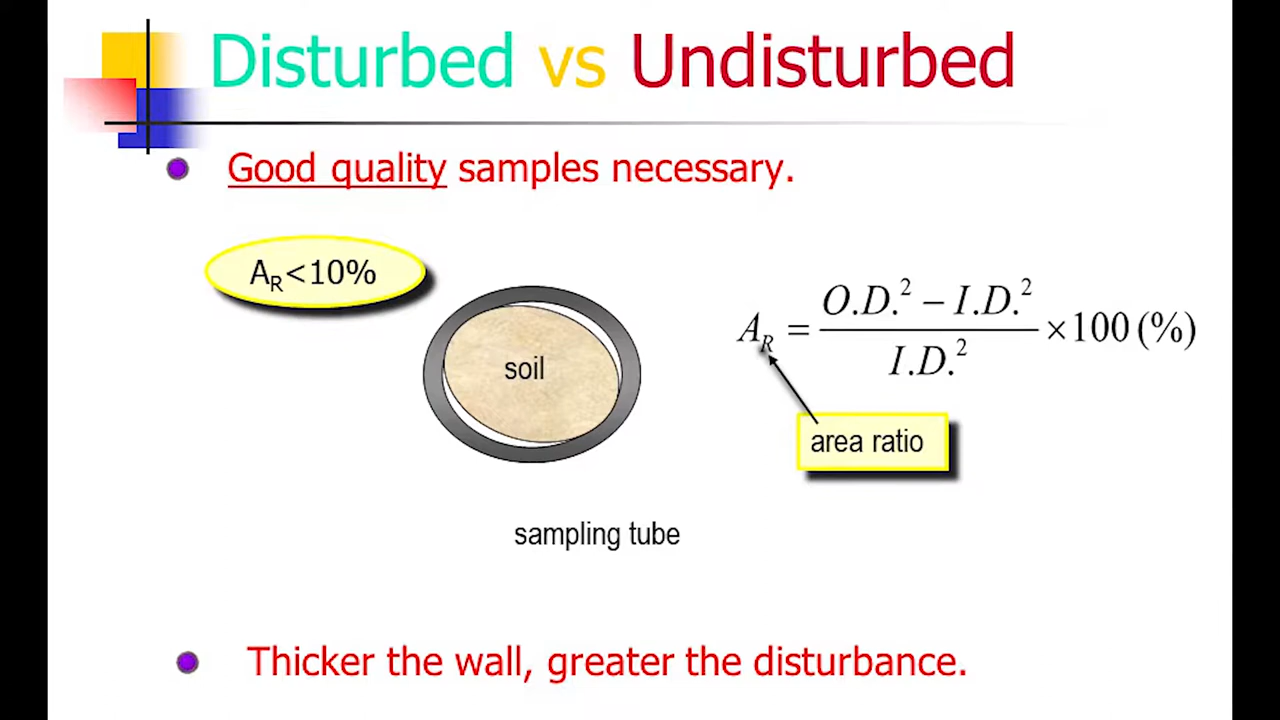 Disturbed vs Undisturbed
Good quality samples necessary.
A_R<10%
soil
A_R = (O.D.² − I.D.²) / I.D.² × 100 (%)
area ratio
sampling tube
Thicker the wall, greater the disturbance.